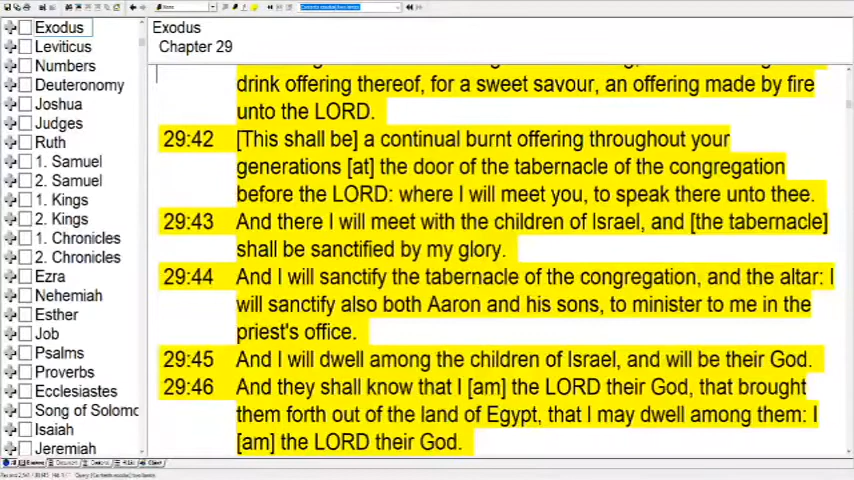 Exodus
Leviticus
Numbers
Deuteronomy
Joshua
Judges
Ruth
1. Samuel
2. Samuel
1. Kings
2. Kings
1. Chronicles
2. Chronicles
Ezra
Nehemiah
Esther
Job
Psalms
Proverbs
Ecclesiastes
Song of Solomo
Isaiah
Jeremiah
Exodus
Chapter 29
drink offering thereof, for a sweet savour, an offering made by fire
unto the LORD.
29:42 [This shall be] a continual burnt offering throughout your
generations [at] the door of the tabernacle of the congregation
before the LORD: where I will meet you, to speak there unto thee.
29:43 And there I will meet with the children of Israel, and [the tabernacle]
shall be sanctified by my glory.
29:44 And I will sanctify the tabernacle of the congregation, and the altar: I
will sanctify also both Aaron and his sons, to minister to me in the
priest's office.
29:45 And I will dwell among the children of Israel, and will be their God.
29:46 And they shall know that I [am] the LORD their God, that brought
them forth out of the land of Egypt, that I may dwell among them: I
[am] the LORD their God.